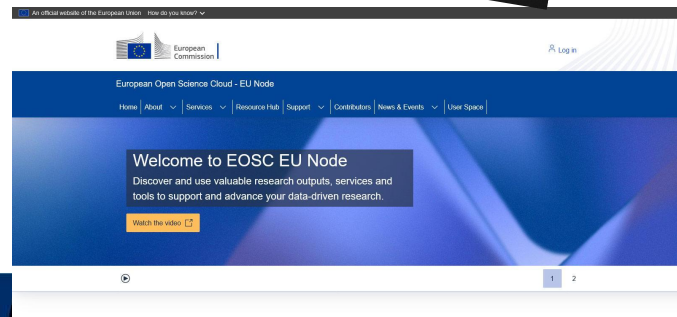 An official website of the European Union How do you know?
European
Commission
Log in
European Open Science Cloud - EU Node
Home About Services Resource Hub Support Contributors News & Events User Space
Welcome to EOSC EU Node
Discover and use valuable research outputs, services and
tools to support and advance your data-driven research.
Watch the video
1 2